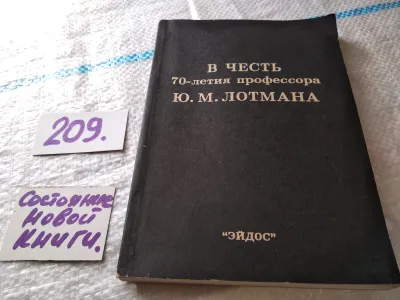 В ЧЕСТЬ
70-летия профессора
Ю. М. ЛОТМАНА
"ЭЙДОС"
209.
Состояние
новой
книги.